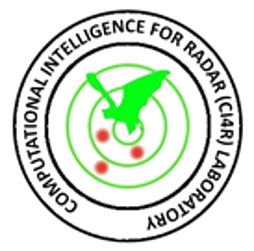 COMPUTATIONAL INTELLIGENCE FOR RADAR (CI4R) LABORATORY